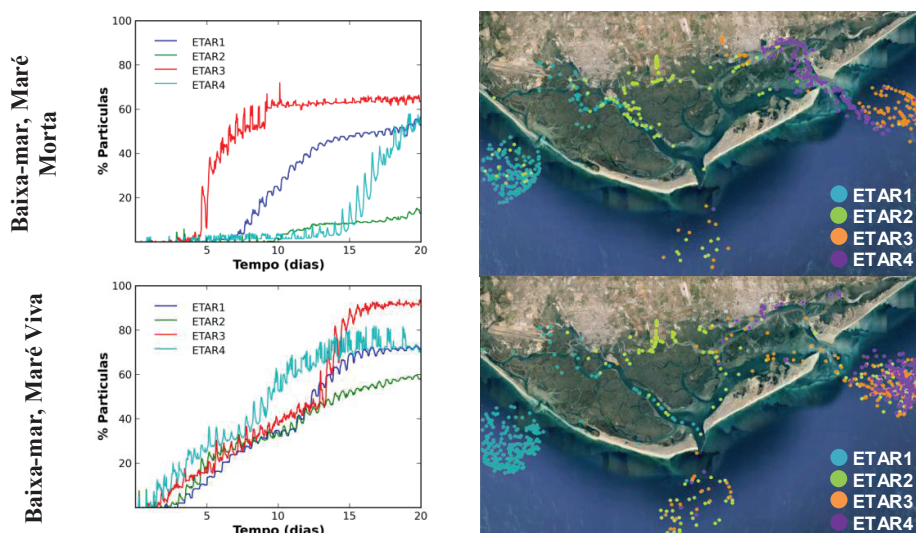 Baixa-mar, Maré
Morta
% Particulas
100
80
60
40
20
ETAR1
ETAR2
ETAR3
ETAR4
5
10
15
20
Tempo (dias)
ETAR1
ETAR2
ETAR3
ETAR4
Baixa-mar, Maré Viva
% Particulas
100
80
60
40
20
ETAR1
ETAR2
ETAR3
ETAR4
5
10
15
20
Tempo (dias)
ETAR1
ETAR2
ETAR3
ETAR4